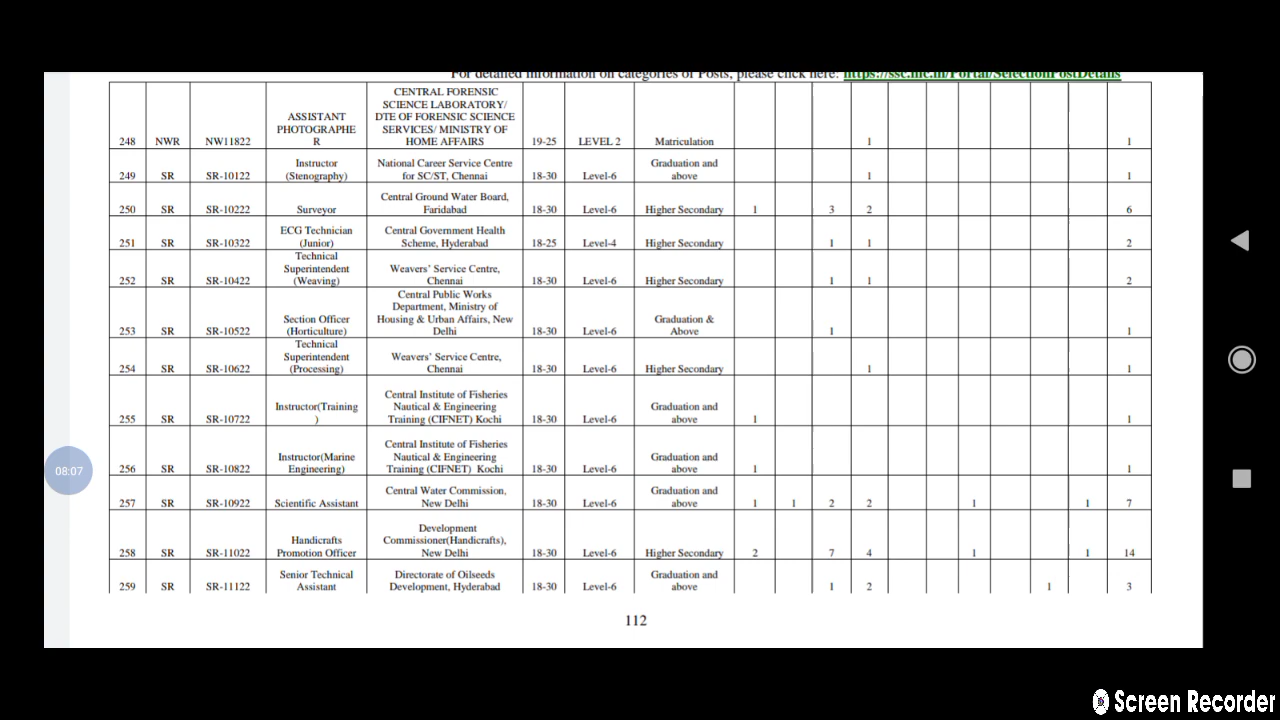 For detailed information on categories of Posts, please click here: https://ssc.nic.in/Portal/SelectionPostDetails
248 NWR NW11822 ASSISTANT PHOTOGRAPHE R CENTRAL FORENSIC SCIENCE LABORATORY/ DTE OF FORENSIC SCIENCE SERVICES/ MINISTRY OF HOME AFFAIRS 19-25 LEVEL 2 Matriculation 1 1
249 SR SR-10122 Instructor (Stenography) National Career Service Centre for SC/ST, Chennai 18-30 Level-6 Graduation and above 1 1
250 SR SR-10222 Surveyor Central Ground Water Board, Faridabad 18-30 Level-6 Higher Secondary 1 3 2 6
251 SR SR-10322 ECG Technician (Junior) Central Government Health Scheme, Hyderabad 18-25 Level-4 Higher Secondary 1 1 2
252 SR SR-10422 Technical Superintendent (Weaving) Weavers' Service Centre, Chennai 18-30 Level-6 Higher Secondary 1 1 2
253 SR SR-10522 Section Officer (Horticulture) Central Public Works Department, Ministry of Housing & Urban Affairs, New Delhi 18-30 Level-6 Graduation & Above 1 1
254 SR SR-10622 Technical Superintendent (Processing) Weavers' Service Centre, Chennai 18-30 Level-6 Higher Secondary 1 1
255 SR SR-10722 Instructor(Training ) Central Institute of Fisheries Nautical & Engineering Training (CIFNET) Kochi 18-30 Level-6 Graduation and above 1 1
256 SR SR-10822 Instructor(Marine Engineering) Central Institute of Fisheries Nautical & Engineering Training (CIFNET) Kochi 18-30 Level-6 Graduation and above 1 1
257 SR SR-10922 Scientific Assistant Central Water Commission, New Delhi 18-30 Level-6 Graduation and above 1 1 2 2 1 1 7
258 SR SR-11022 Handicrafts Promotion Officer Development Commissioner(Handicrafts), New Delhi 18-30 Level-6 Higher Secondary 2 7 4 1 1 14
259 SR SR-11122 Senior Technical Assistant Directorate of Oilseeds Development, Hyderabad 18-30 Level-6 Graduation and above 1 2 1 3
112
08:07
Screen Recorder